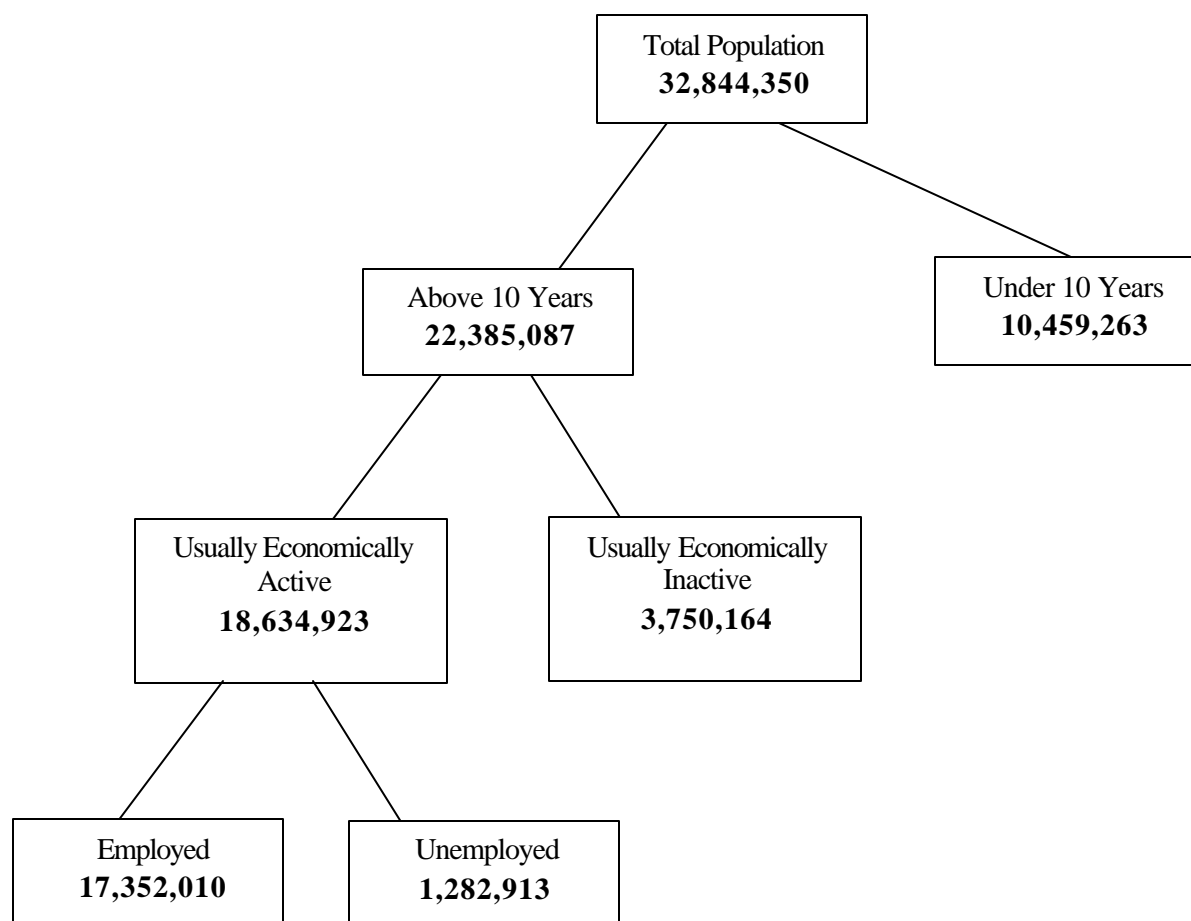 Total Population
32,844,350
Above 10 Years
22,385,087
Under 10 Years
10,459,263
Usually Economically
Active
18,634,923
Usually Economically
Inactive
3,750,164
Employed
17,352,010
Unemployed
1,282,913